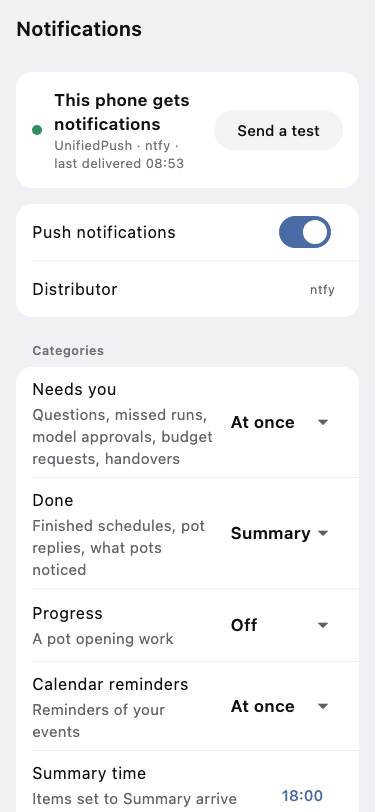 Notifications
This phone gets
notifications
UnifiedPush · ntfy ·
last delivered 08:53
Send a test
Push notifications
Distributor
ntfy
Categories
Needs you
Questions, missed runs,
model approvals, budget
requests, handovers
At once
Done
Finished schedules, pot
replies, what pots
noticed
Summary
Progress
A pot opening work
Off
Calendar reminders
Reminders of your
events
At once
Summary time
Items set to Summary arrive
18:00